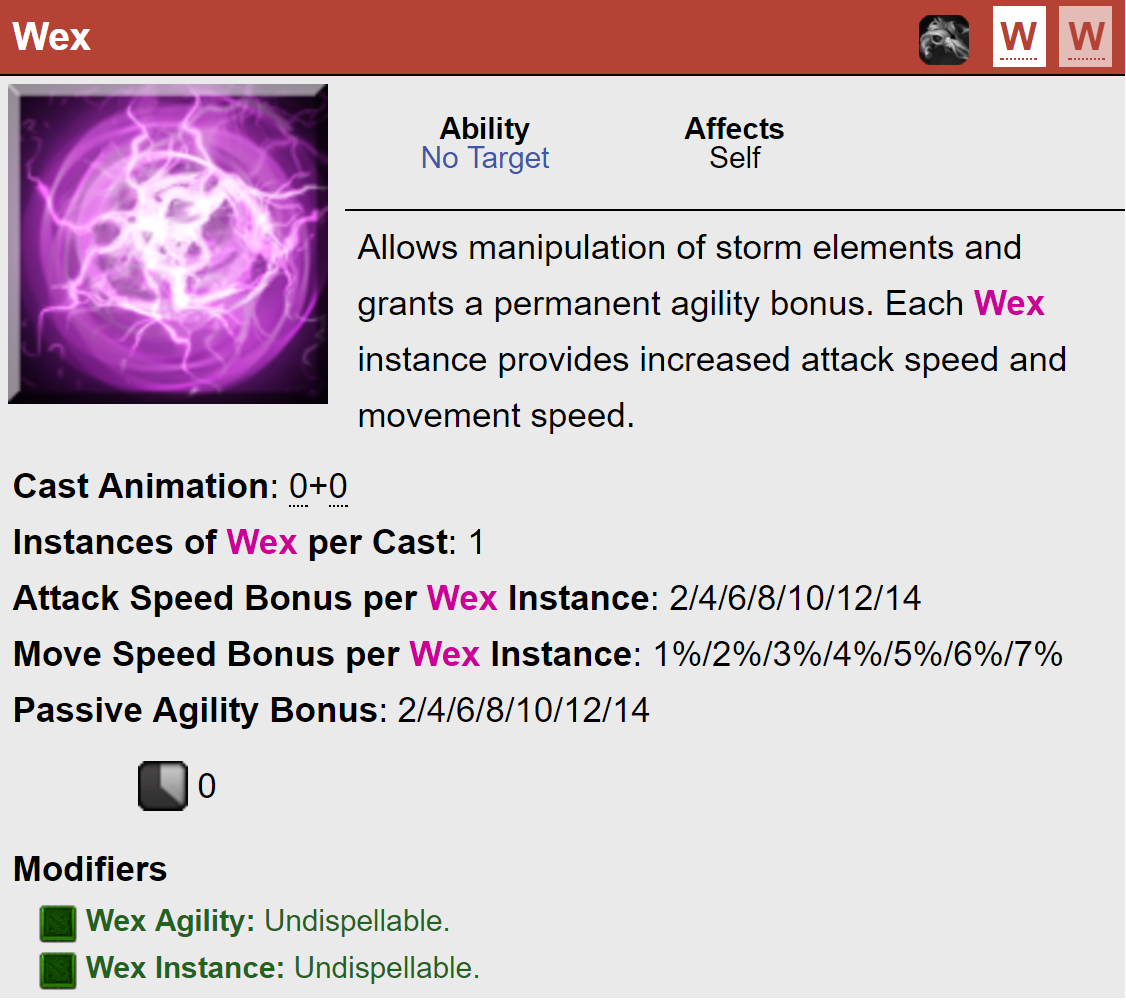 Wex
W W
Ability
No Target
Affects
Self
Allows manipulation of storm elements and
grants a permanent agility bonus. Each Wex
instance provides increased attack speed and
movement speed.
Cast Animation: 0+0
Instances of Wex per Cast: 1
Attack Speed Bonus per Wex Instance: 2/4/6/8/10/12/14
Move Speed Bonus per Wex Instance: 1%/2%/3%/4%/5%/6%/7%
Passive Agility Bonus: 2/4/6/8/10/12/14
0
Modifiers
Wex Agility: Undispellable.
Wex Instance: Undispellable.